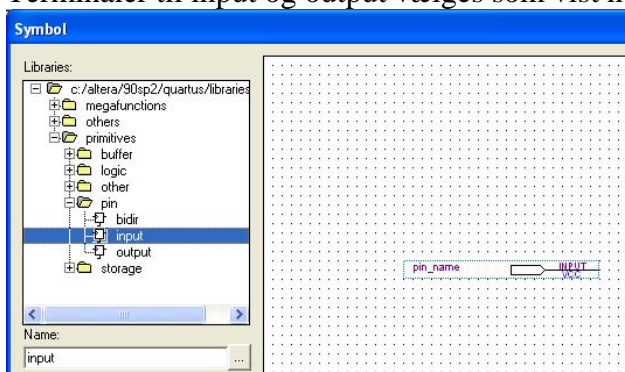 Terminaler til input og output vælges som vist n
Symbol
Libraries:
c:/altera/90sp2/quartus/libraries
megafunctions
others
primitives
buffer
logic
other
pin
bidir
input
output
storage
Name:
input
...
pin_name
INPUT
VCC